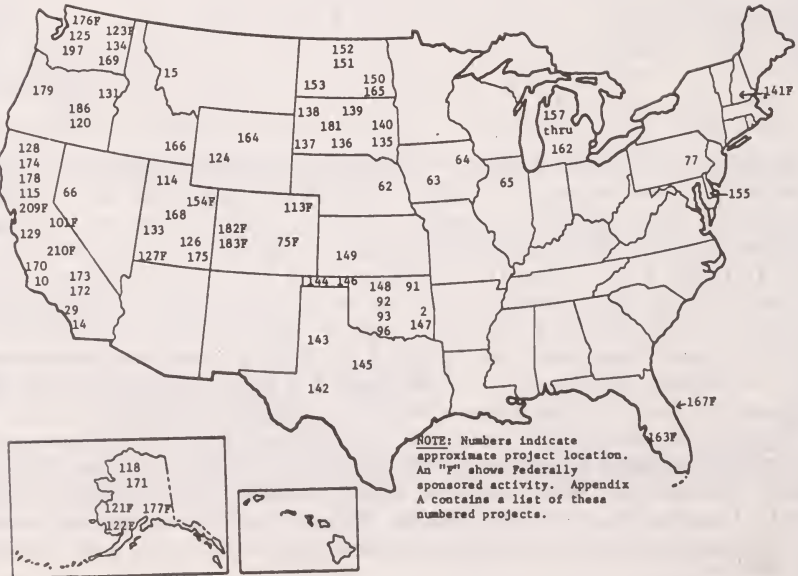 176F
125 123F
197 134
169
15
152
151
153 150
165
179 131
186
120
138 139
181 140
137 136 135
157
thru
162
141F
166 164
124
128
174
178
115
209F
101F
129
210F
170
10
173
172
29
14
66
114
154F
168
133
126
127F 175
113F
182F
183F 75F
62
63 64
65
77
155
149
144 146
148 91
92
93 2
96 147
143
145
142
167F
163F
118
171
121F 177F
122F
NOTE: Numbers indicate
approximate project location.
An "F" shows Federally
sponsored activity. Appendix
A contains a list of these
numbered projects.